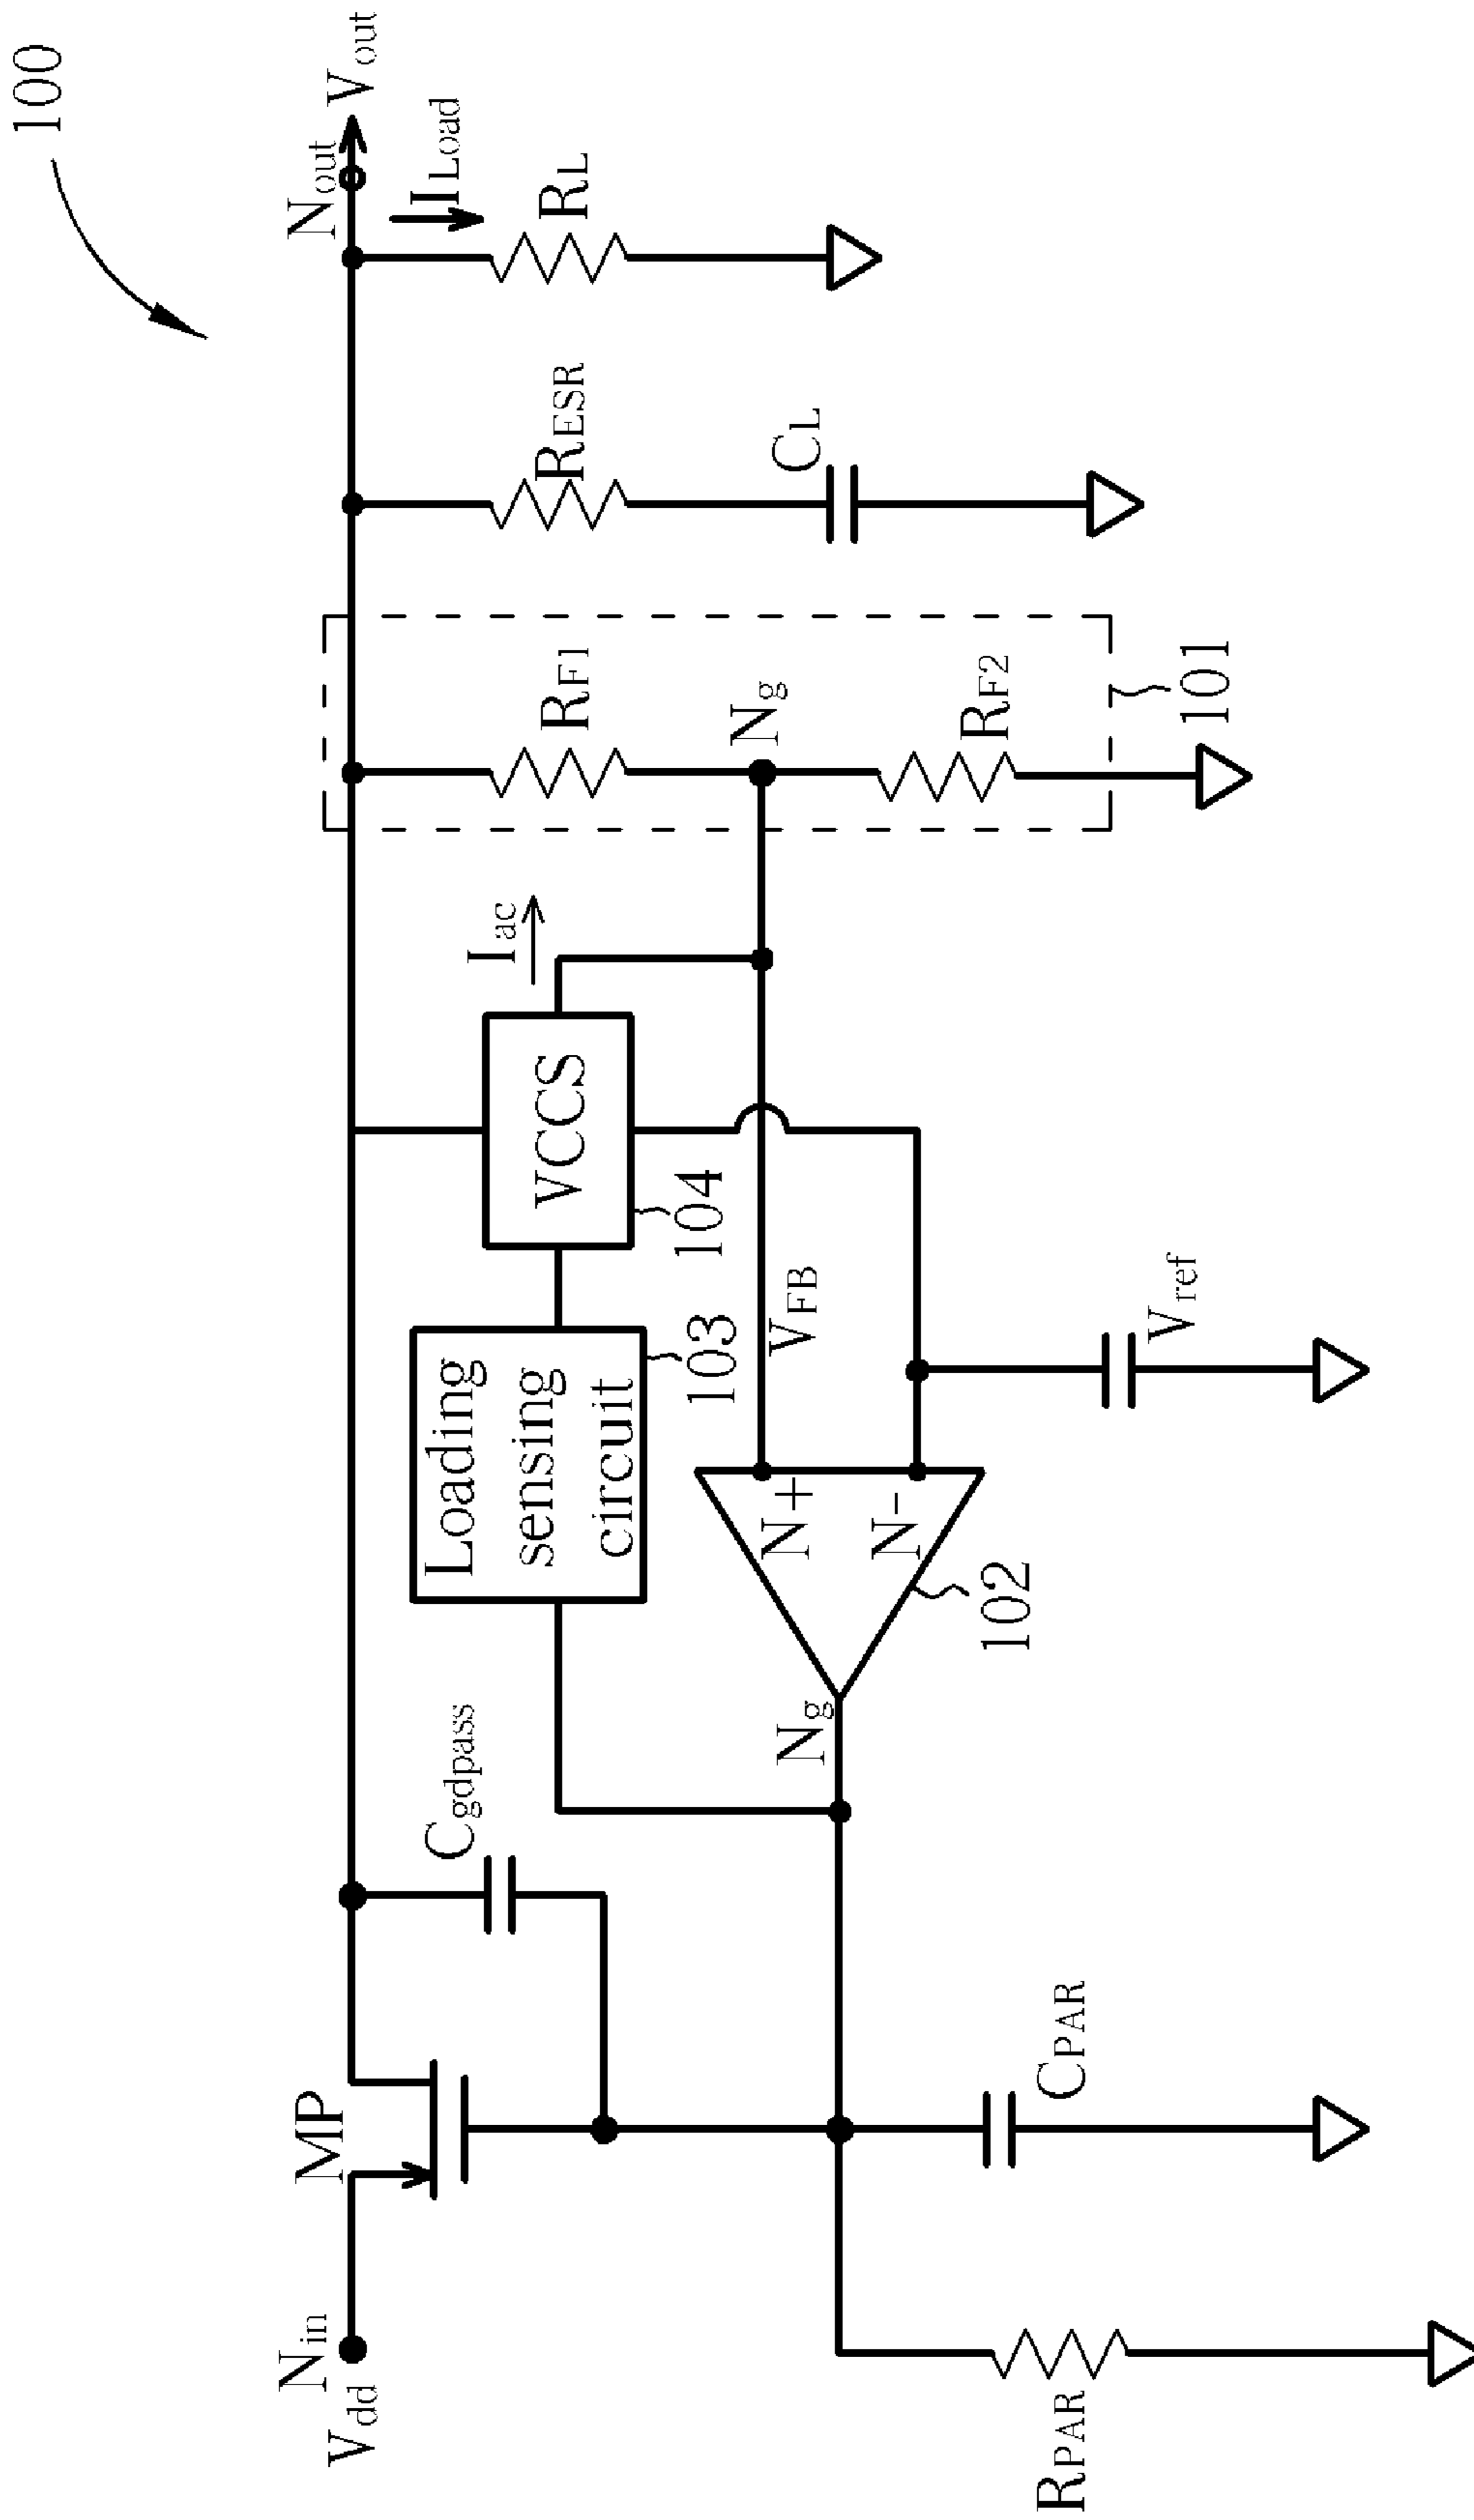 100
Nin
Vdd
MP
Cgdpass
Nout
Vout
ILoad
Loading
sensing
circuit
103
VCCS
104
Iac
RF1
RESR
RL
Ng
VFB
Ng
N+
N-
102
RF2
CL
101
Vref
CPAR
RPAR